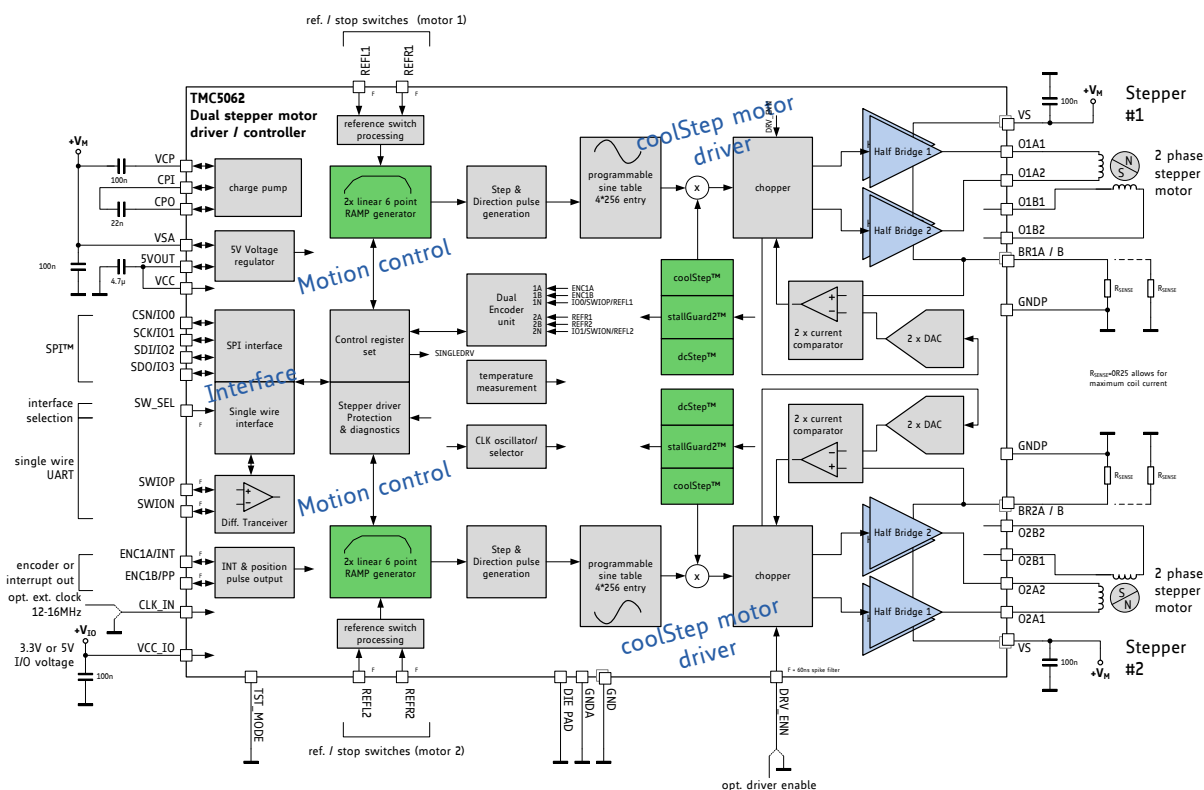 ref. / stop switches (motor 1)
REFL1
REFR1
F
F
TMC5062
Dual stepper motor
driver / controller
reference switch
processing
+VM
VCP
100n
CPI
CPO
22n
charge pump
VSA
5VOUT
VCC
100n
4.7µ
5V Voltage
regulator
2x linear 6 point
RAMP generator
Motion control
Step &
Direction pulse
generation
programmable
sine table
4*256 entry
coolStep motor
driver
x
chopper
Half Bridge 1
Half Bridge 2
VS
100n
+VM
Stepper
#1
O1A1
O1A2
O1B1
O1B2
BR1A / B
N
S
2 phase
stepper
motor
RSENSE
RSENSE
GNDP
RSENSE=0R25 allows for
maximum coil current
coolStep™
stallGuard2™
dcStep™
2 x current
comparator
2 x DAC
Dual
Encoder
unit
1A
1B
1N
2A
2B
2N
ENC1A
ENC1B
IO0/SWIOP/REFL1
REFR1
REFR2
IO1/SWION/REFL2
SPI™
CSN/IO0
SCK/IO1
SDI/IO2
SDO/IO3
SPI interface
Interface
Control register
set
SINGLEDRV
temperature
measurement
interface
selection
SW_SEL
F
Single wire
interface
Stepper driver
Protection
& diagnostics
CLK oscillator/
selector
single wire
UART
SWIOP
F
SWION
F
Diff. Tranceiver
Motion control
dcStep™
stallGuard2™
coolStep™
2 x current
comparator
2 x DAC
GNDP
RSENSE
RSENSE
BR2A / B
O2B2
O2B1
O2A2
O2A1
VS
100n
+VM
S
N
2 phase
stepper
motor
Stepper
#2
encoder or
interrupt out
ENC1A/INT
F
ENC1B/PP
F
INT & position
pulse output
2x linear 6 point
RAMP generator
Step &
Direction pulse
generation
programmable
sine table
4*256 entry
x
chopper
Half Bridge 2
Half Bridge 1
coolStep motor
driver
opt. ext. clock
12-16MHz
CLK_IN
+VIO
3.3V or 5V
I/O voltage
VCC_IO
100n
reference switch
processing
F
F
F = 60ns spike filter
TST_MODE
REFL2
REFR2
DIE PAD
GNDA
GND
DRV_ENN
ref. / stop switches (motor 2)
opt. driver enable